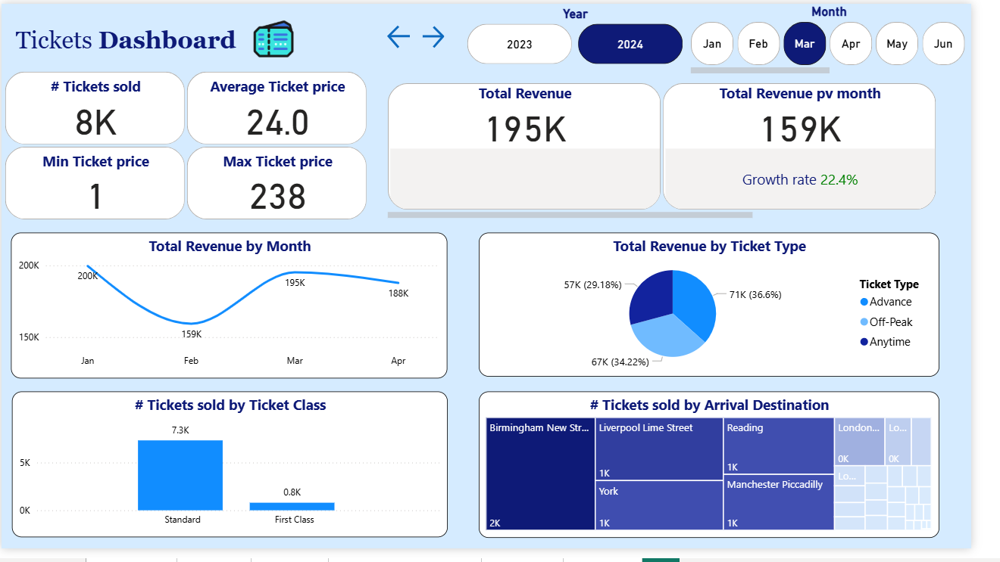 Tickets Dashboard
Year
2023
2024
Month
Jan
Feb
Mar
Apr
May
Jun
# Tickets sold
8K
Average Ticket price
24.0
Min Ticket price
1
Max Ticket price
238
Total Revenue
195K
Total Revenue pv month
159K
Growth rate 22.4%
Total Revenue by Month
200K
150K
200K
159K
195K
188K
Jan
Feb
Mar
Apr
Total Revenue by Ticket Type
57K (29.18%)
71K (36.6%)
67K (34.22%)
Ticket Type
Advance
Off-Peak
Anytime
# Tickets sold by Ticket Class
5K
0K
7.3K
0.8K
Standard
First Class
# Tickets sold by Arrival Destination
Birmingham New Str...
2K
Liverpool Lime Street
1K
York
1K
Reading
1K
Manchester Piccadilly
1K
London...
0K
Lo...
0K
Lo...